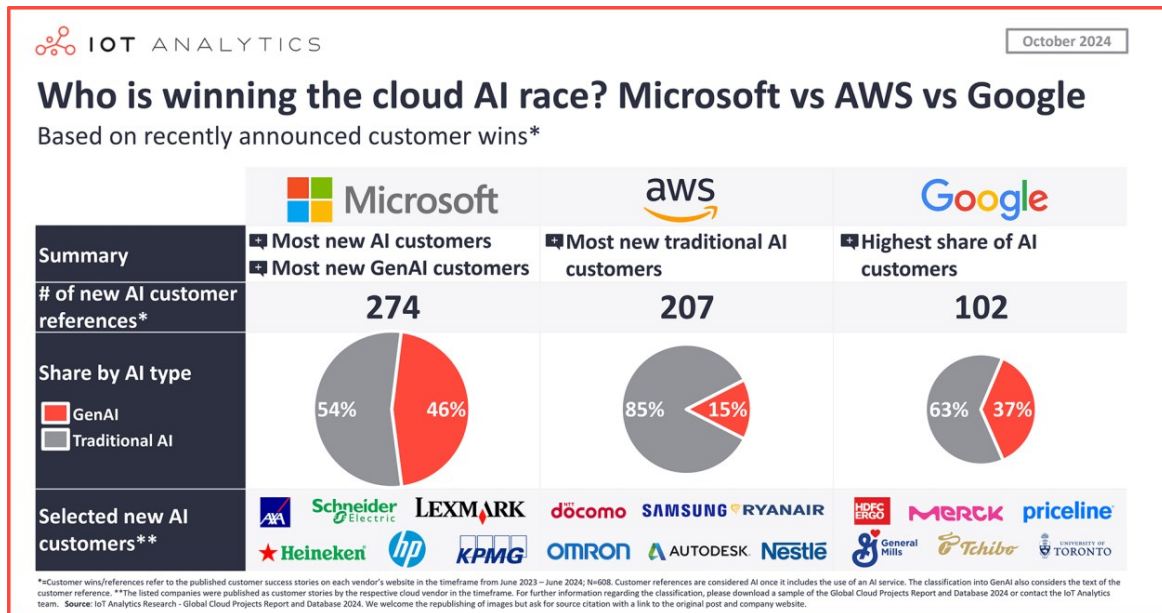 IOT ANALYTICS
October 2024
Who is winning the cloud AI race? Microsoft vs AWS vs Google
Based on recently announced customer wins*
Microsoft
aws
Google
Summary
Most new AI customers
Most new GenAI customers
Most new traditional AI
customers
Highest share of AI
customers
# of new AI customer
references*
274
207
102
Share by AI type
GenAI
Traditional AI
54%
46%
85%
15%
63%
37%
Selected new AI
customers**
AXA
Schneider
Electric
LEXMARK
Heineken
hp
KPMG
NTT
döcomo
SAMSUNG
RYANAIR
OMRON
AUTODESK
Nestlé
HDFC
ERGO
MERCK
priceline
General
Mills
Tchibo
UNIVERSITY OF
TORONTO
*=Customer wins/references refer to the published customer success stories on each vendor's website in the timeframe from June 2023 – June 2024; N=608. Customer references are considered AI once it includes the use of an AI service. The classification into GenAI also considers the text of the
customer reference. **The listed companies were published as customer stories by the respective cloud vendor in the timeframe. For further information regarding the classification, please download a sample of the Global Cloud Projects Report and Database 2024 or contact the IoT Analytics
team. Source: IoT Analytics Research - Global Cloud Projects Report and Database 2024. We welcome the republishing of images but ask for source citation with a link to the original post and company website.